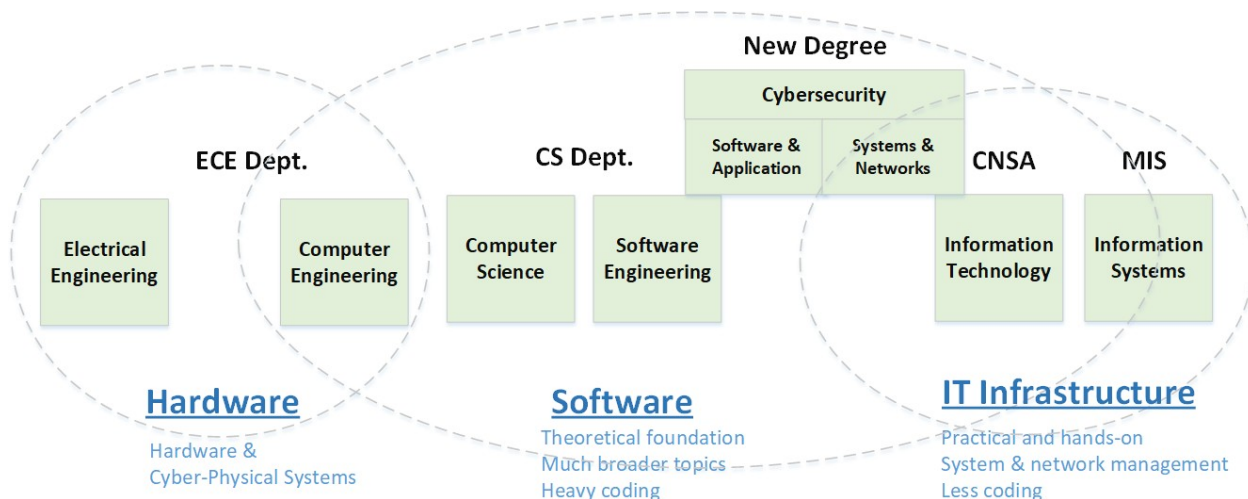 New Degree
Cybersecurity
Software &
Application
Systems &
Networks
ECE Dept.
CS Dept.
CNSA
MIS
Electrical
Engineering
Computer
Engineering
Computer
Science
Software
Engineering
Information
Technology
Information
Systems
Hardware
Hardware &
Cyber-Physical Systems
Software
Theoretical foundation
Much broader topics
Heavy coding
IT Infrastructure
Practical and hands-on
System & network management
Less coding